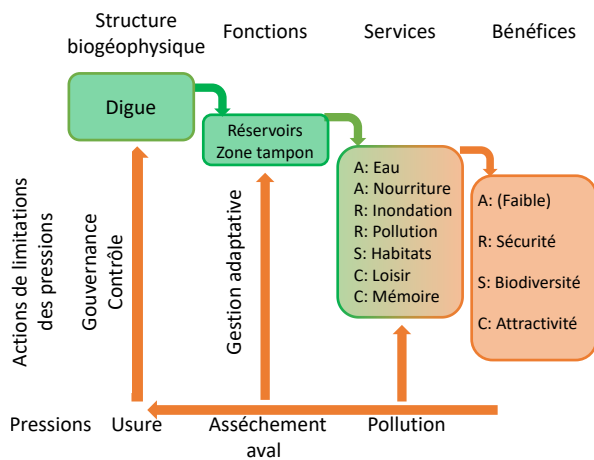 Structure
biogéophysique
Fonctions
Services
Bénéfices
Digue
Réservoirs
Zone tampon
A: Eau
A: Nourriture
R: Inondation
R: Pollution
S: Habitats
C: Loisir
C: Mémoire
A: (Faible)
R: Sécurité
S: Biodiversité
C: Attractivité
Actions de limitations
des pressions
Gouvernance
Contrôle
Gestion adaptative
Pressions
Usure
Asséchement
aval
Pollution